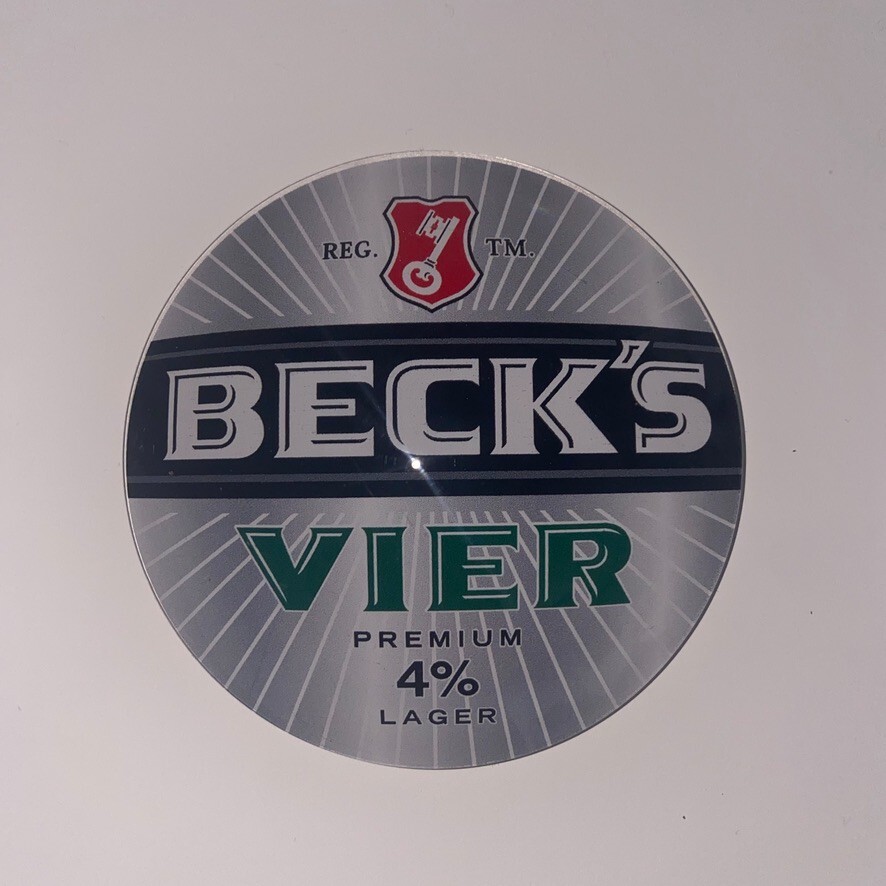 REG. TM.
BECK'S
VIER
PREMIUM
4%
LAGER